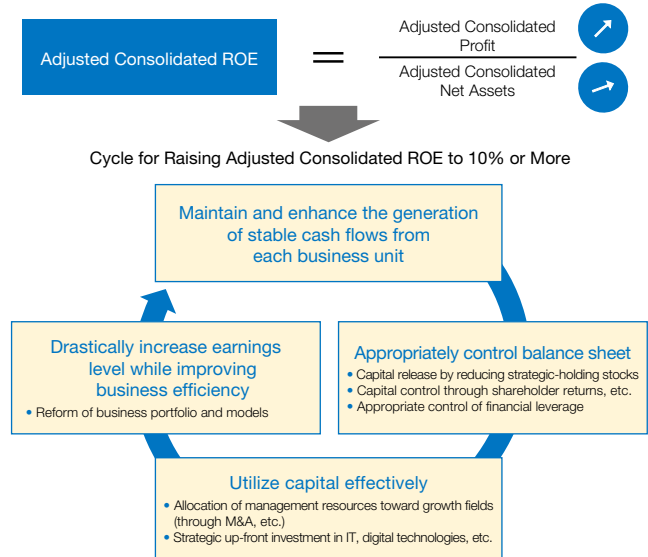 Adjusted Consolidated ROE
=
Adjusted Consolidated
Profit
Adjusted Consolidated
Net Assets
Cycle for Raising Adjusted Consolidated ROE to 10% or More
Maintain and enhance the generation
of stable cash flows from
each business unit
Drastically increase earnings
level while improving
business efficiency
• Reform of business portfolio and models
Appropriately control balance sheet
• Capital release by reducing strategic-holding stocks
• Capital control through shareholder returns, etc.
• Appropriate control of financial leverage
Utilize capital effectively
• Allocation of management resources toward growth fields
(through M&A, etc.)
• Strategic up-front investment in IT, digital technologies, etc.